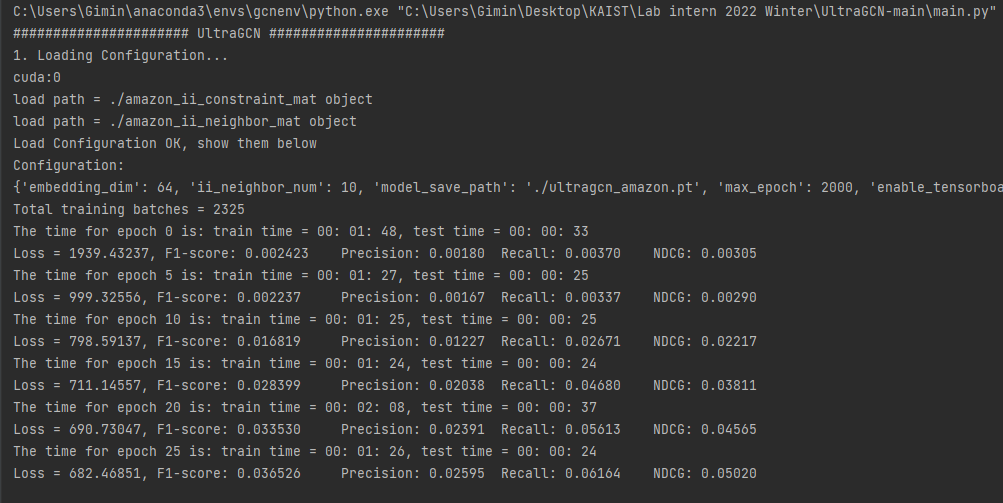 C:\Users\Gimin\anaconda3\envs\gcnenv\python.exe "C:\Users\Gimin\Desktop\KAIST\Lab intern 2022 Winter\UltraGCN-main\main.py"
###################### UltraGCN ######################
1. Loading Configuration...
cuda:0
load path = ./amazon_ii_constraint_mat object
load path = ./amazon_ii_neighbor_mat object
Load Configuration OK, show them below
Configuration:
{'embedding_dim': 64, 'ii_neighbor_num': 10, 'model_save_path': './ultragcn_amazon.pt', 'max_epoch': 2000, 'enable_tensorboa
Total training batches = 2325
The time for epoch 0 is: train time = 00: 01: 48, test time = 00: 00: 33
Loss = 1939.43237, F1-score: 0.002423    Precision: 0.00180  Recall: 0.00370    NDCG: 0.00305
The time for epoch 5 is: train time = 00: 01: 27, test time = 00: 00: 25
Loss = 999.32556, F1-score: 0.002237     Precision: 0.00167  Recall: 0.00337    NDCG: 0.00290
The time for epoch 10 is: train time = 00: 01: 25, test time = 00: 00: 25
Loss = 798.59137, F1-score: 0.016819     Precision: 0.01227  Recall: 0.02671    NDCG: 0.02217
The time for epoch 15 is: train time = 00: 01: 24, test time = 00: 00: 24
Loss = 711.14557, F1-score: 0.028399     Precision: 0.02038  Recall: 0.04680    NDCG: 0.03811
The time for epoch 20 is: train time = 00: 02: 08, test time = 00: 00: 37
Loss = 690.73047, F1-score: 0.033530     Precision: 0.02391  Recall: 0.05613    NDCG: 0.04565
The time for epoch 25 is: train time = 00: 01: 26, test time = 00: 00: 24
Loss = 682.46851, F1-score: 0.036526     Precision: 0.02595  Recall: 0.06164    NDCG: 0.05020